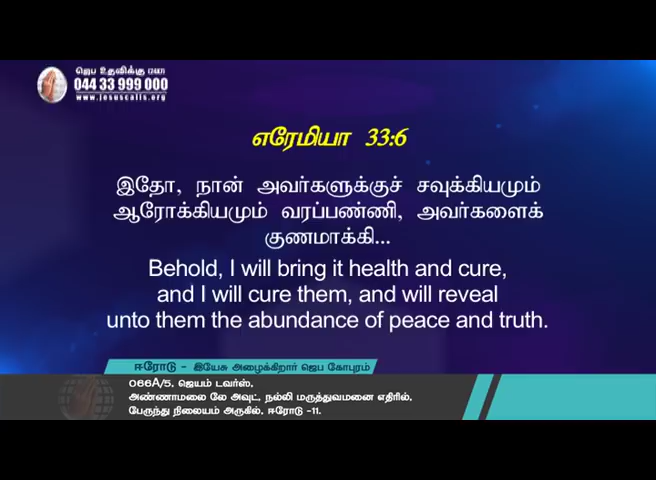 ஜெப உதவிக்கு (24x7)
044 33 999 000
www.jesuscalls.org
எரேமியா 33:6
இதோ, நான் அவர்களுக்குச் சவுக்கியமும்
ஆரோக்கியமும் வரப்பண்ணி, அவர்களைக்
குணமாக்கி...
Behold, I will bring it health and cure,
and I will cure them, and will reveal
unto them the abundance of peace and truth.
ஈரோடு - இயேசு அழைக்கிறார் ஜெப கோபுரம்
066A/5, ஜெயம் டவர்ஸ்,
அண்ணாமலை லே அவுட், நல்லி மருத்துவமனை எதிரில்,
பேருந்து நிலையம் அருகில், ஈரோடு -11.